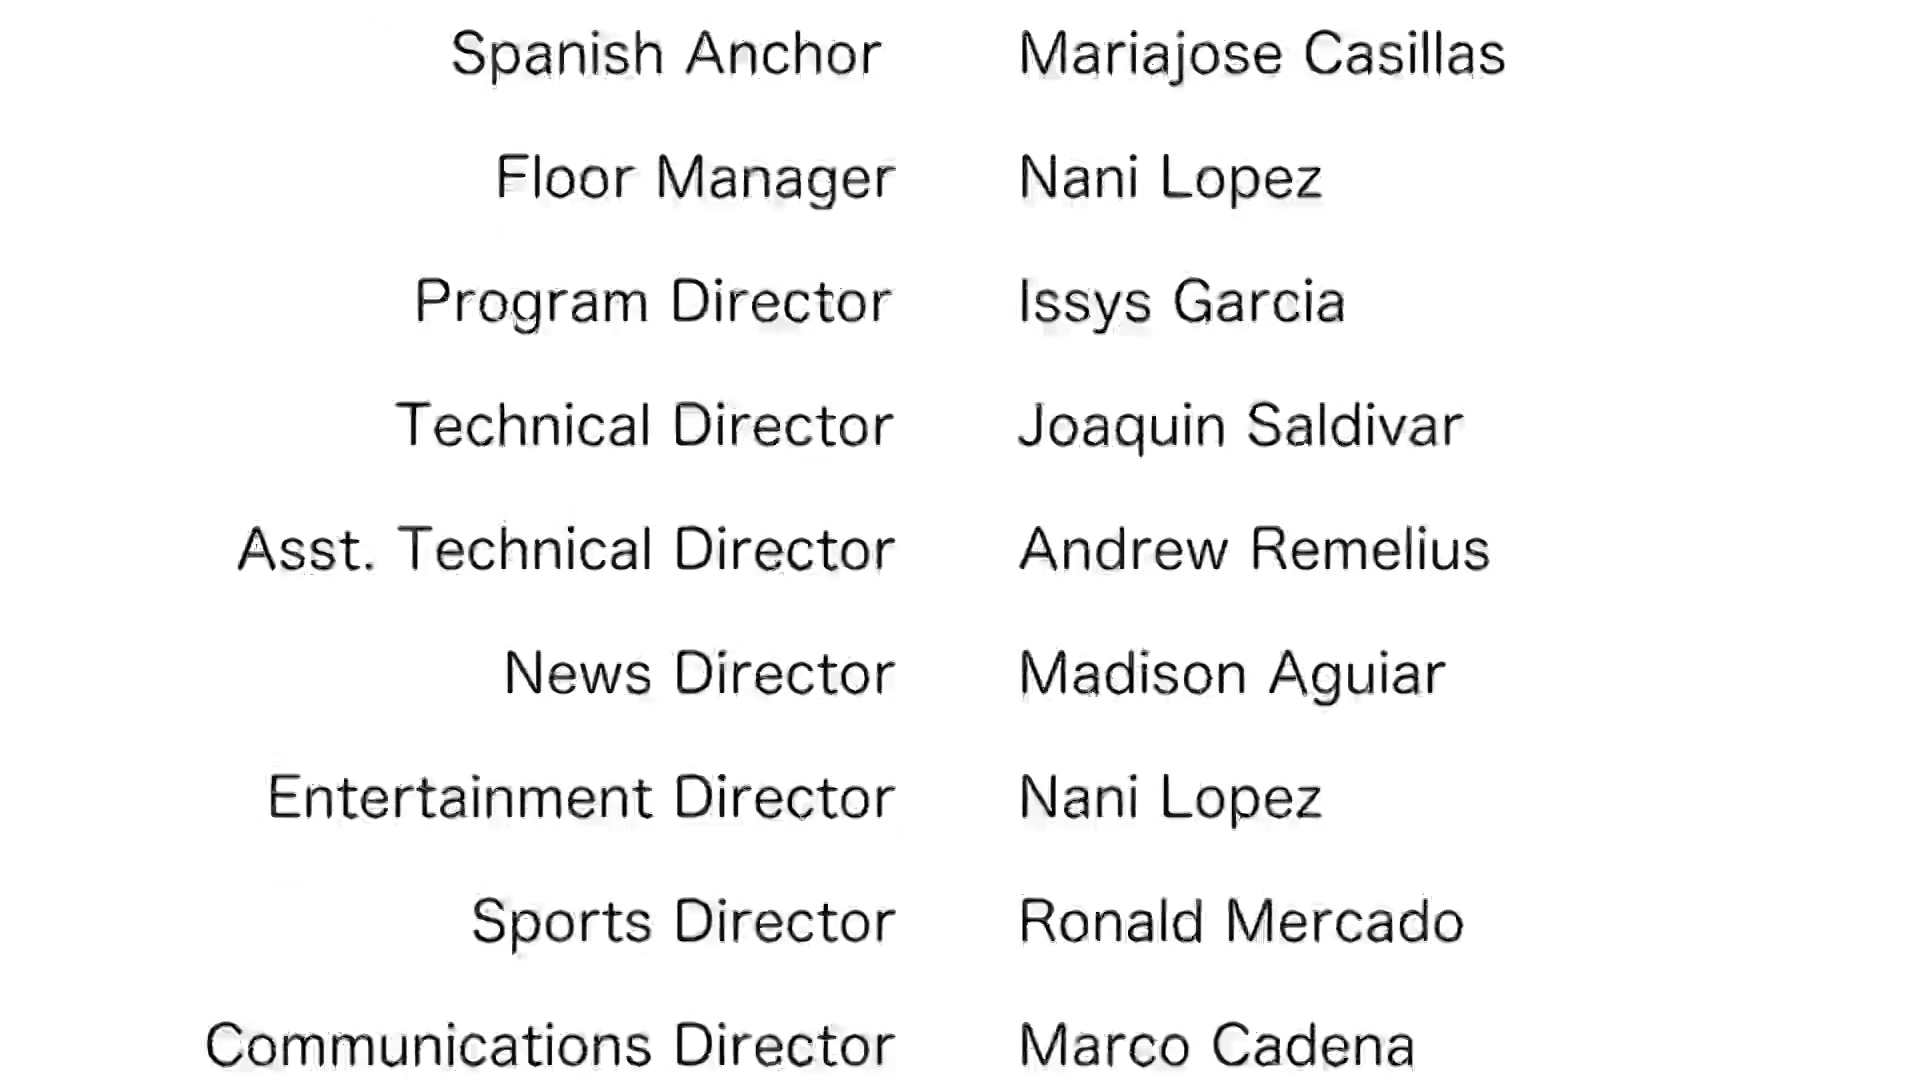 Spanish Anchor Mariajose Casillas
Floor Manager Nani Lopez
Program Director Issys Garcia
Technical Director Joaquin Saldivar
Asst. Technical Director Andrew Remelius
News Director Madison Aguiar
Entertainment Director Nani Lopez
Sports Director Ronald Mercado
Communications Director Marco Cadena